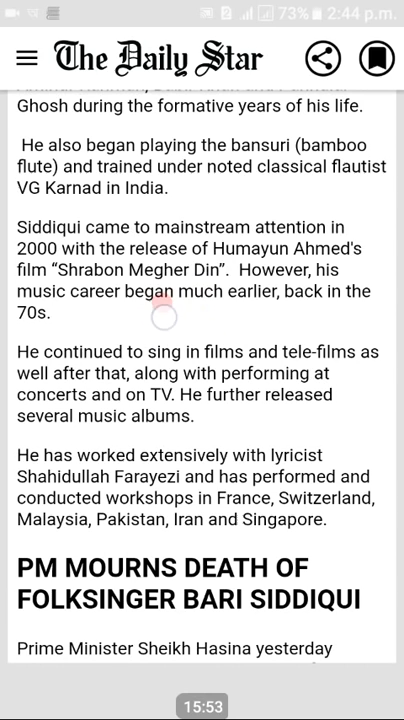 73% 2:44 p.m.
The Daily Star
Ghosh during the formative years of his life.
He also began playing the bansuri (bamboo
flute) and trained under noted classical flautist
VG Karnad in India.
Siddiqui came to mainstream attention in
2000 with the release of Humayun Ahmed's
film “Shrabon Megher Din”.  However, his
music career began much earlier, back in the
70s.
He continued to sing in films and tele-films as
well after that, along with performing at
concerts and on TV. He further released
several music albums.
He has worked extensively with lyricist
Shahidullah Farayezi and has performed and
conducted workshops in France, Switzerland,
Malaysia, Pakistan, Iran and Singapore.
PM MOURNS DEATH OF
FOLKSINGER BARI SIDDIQUI
Prime Minister Sheikh Hasina yesterday
15:53